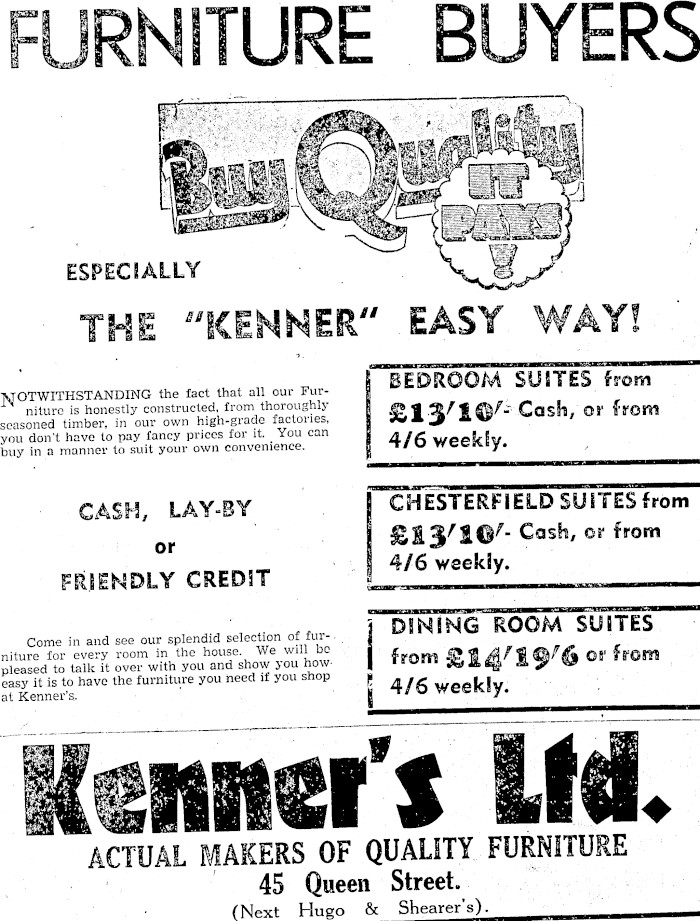 FURNITURE BUYERS
Buy Quality
IT
PAYS
!
ESPECIALLY
THE "KENNER" EASY WAY!
NOTWITHSTANDING the fact that all our Fur-
niture is honestly constructed, from thoroughly
seasoned timber, in our own high-grade factories,
you don't have to pay fancy prices for it. You can
buy in a manner to suit your own convenience.
CASH, LAY-BY
or
FRIENDLY CREDIT
Come in and see our splendid selection of fur-
niture for every room in the house. We will be
pleased to talk it over with you and show you how
easy it is to have the furniture you need if you shop
at Kenner's.
BEDROOM SUITES from
£13/10/- Cash, or from
4/6 weekly.
CHESTERFIELD SUITES from
£13/10/- Cash, or from
4/6 weekly.
DINING ROOM SUITES
from £14/19/6 or from
4/6 weekly.
Kenner's Ltd.
ACTUAL MAKERS OF QUALITY FURNITURE
45 Queen Street.
(Next Hugo & Shearer's).